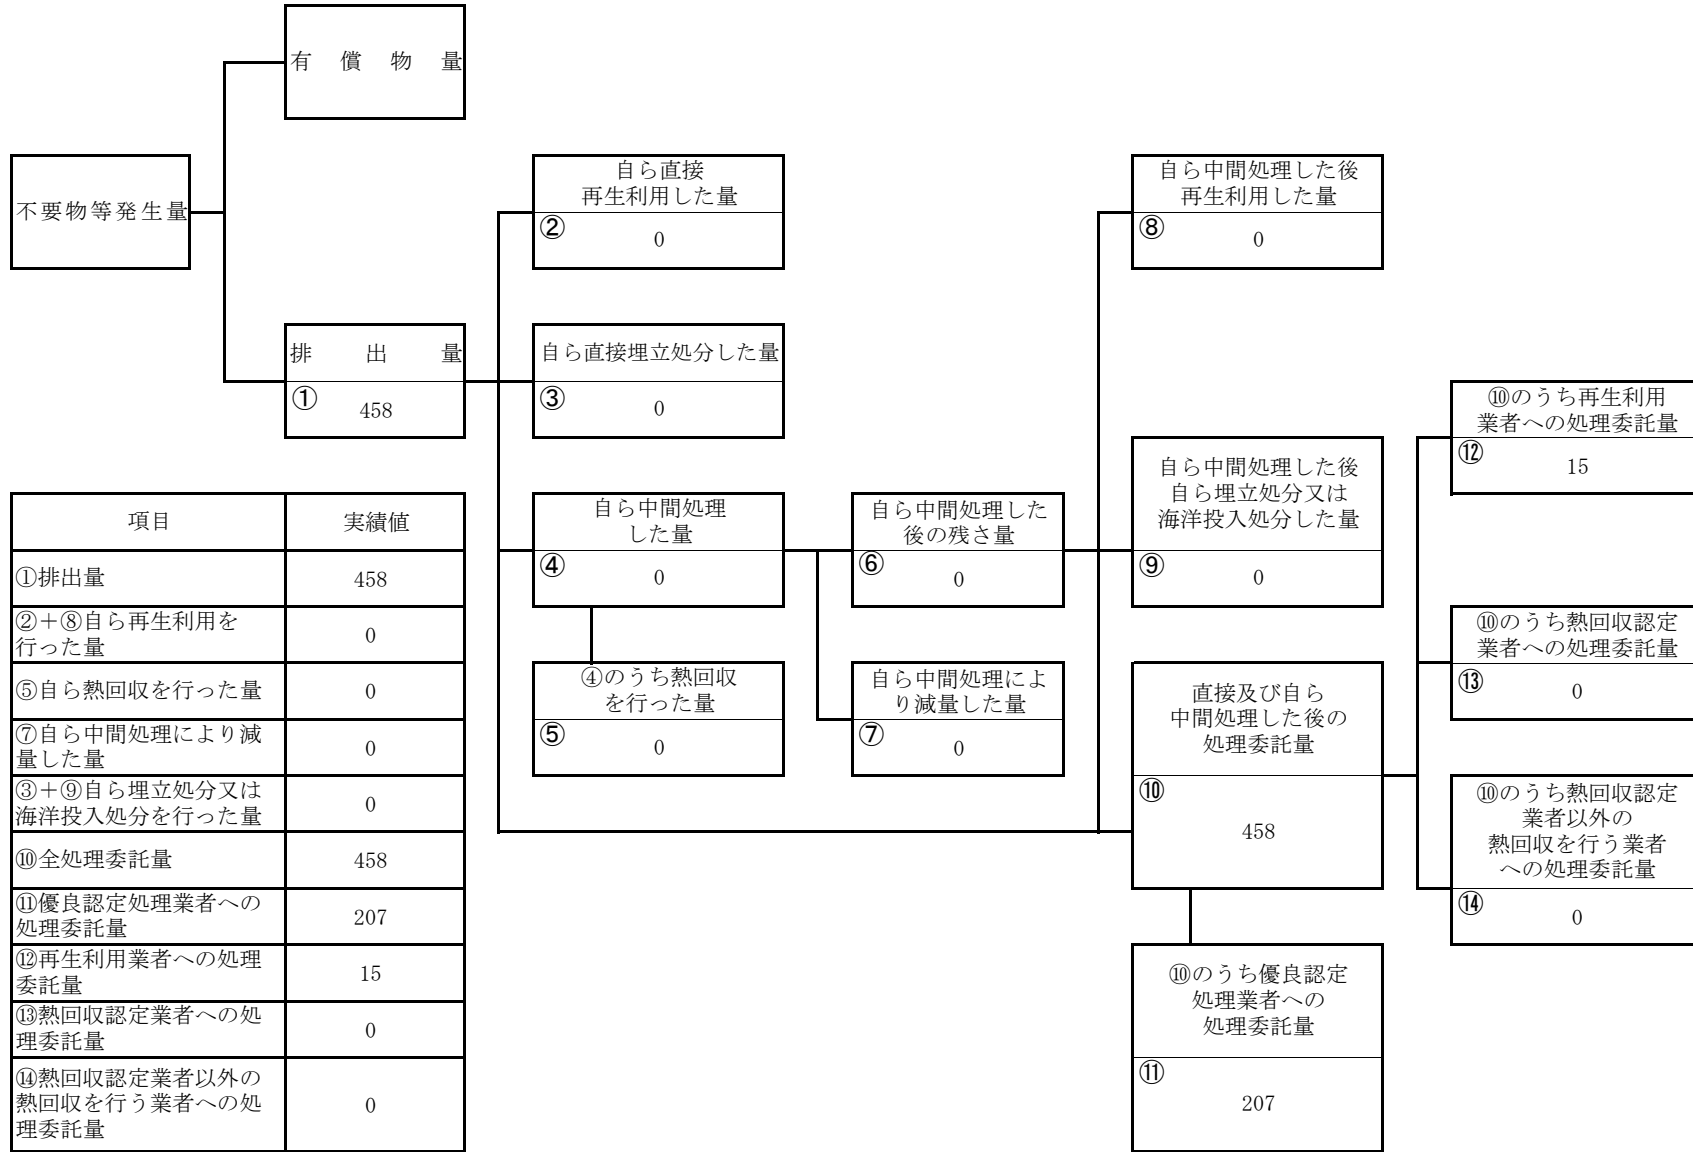 有償物量
不要物等発生量
排出量
①
458
自ら直接
再生利用した量
②
0
自ら直接埋立処分した量
③
0
自ら中間処理
した量
④
0
④のうち熱回収
を行った量
⑤
0
自ら中間処理した
後の残さ量
⑥
0
自ら中間処理によ
り減量した量
⑦
0
自ら中間処理した後
再生利用した量
⑧
0
自ら中間処理した後
自ら埋立処分又は
海洋投入処分した量
⑨
0
直接及び自ら
中間処理した後の
処理委託量
⑩
458
⑩のうち優良認定
処理業者への
処理委託量
⑪
207
⑩のうち再生利用
業者への処理委託量
⑫
15
⑩のうち熱回収認定
業者への処理委託量
⑬
0
⑩のうち熱回収認定
業者以外の
熱回収を行う業者
への処理委託量
⑭
0
項目 実績値
①排出量 458
②＋⑧自ら再生利用を
行った量
0
⑤自ら熱回収を行った量 0
⑦自ら中間処理により減
量した量
0
③＋⑨自ら埋立処分又は
海洋投入処分を行った量
0
⑩全処理委託量 458
⑪優良認定処理業者への
処理委託量
207
⑫再生利用業者への処理
委託量
15
⑬熱回収認定業者への処
理委託量
0
⑭熱回収認定業者以外の
熱回収を行う業者への処
理委託量
0